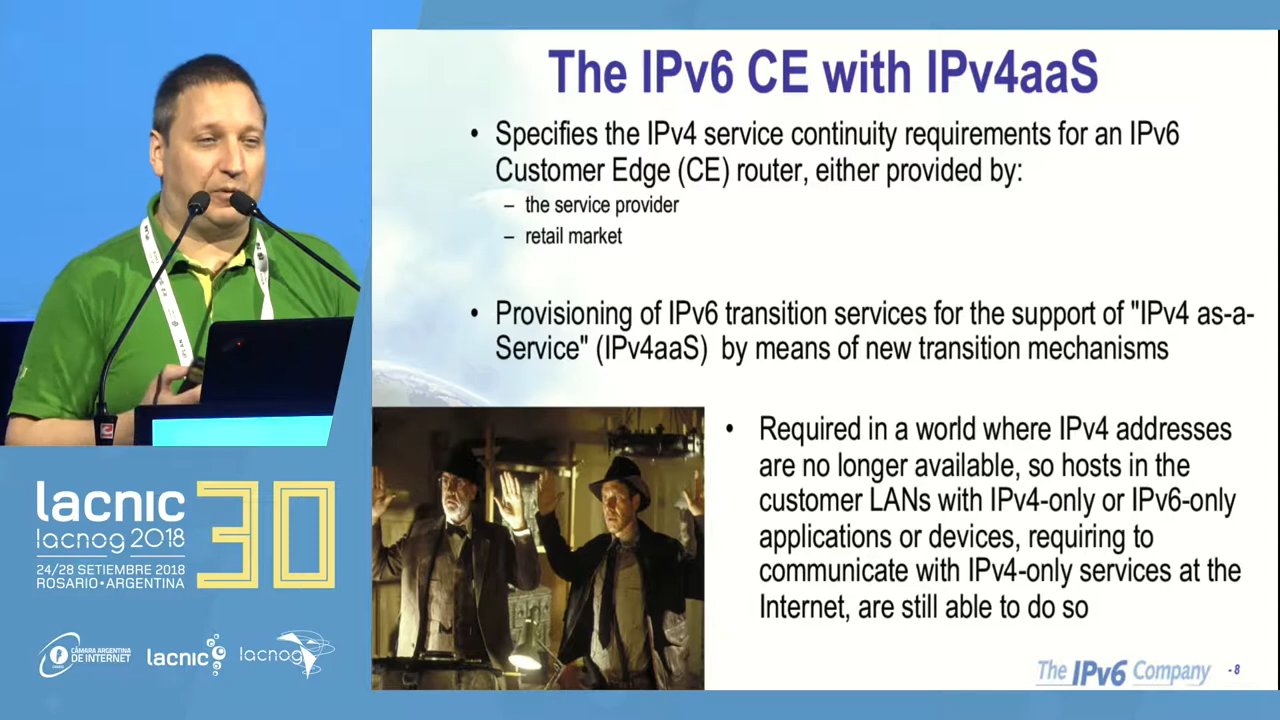 The IPv6 CE with IPv4aaS
• Specifies the IPv4 service continuity requirements for an IPv6
Customer Edge (CE) router, either provided by:
– the service provider
– retail market
• Provisioning of IPv6 transition services for the support of "IPv4 as-a-
Service" (IPv4aaS) by means of new transition mechanisms
• Required in a world where IPv4 addresses
are no longer available, so hosts in the
customer LANs with IPv4-only or IPv6-only
applications or devices, requiring to
communicate with IPv4-only services at the
Internet, are still able to do so
The IPv6 Company
- 8
lacnic 30
lacnog 2018
24/28 SETIEMBRE 2018
ROSARIO•ARGENTINA
CÁMARA ARGENTINA
DE INTERNET
lacnic
lacnog